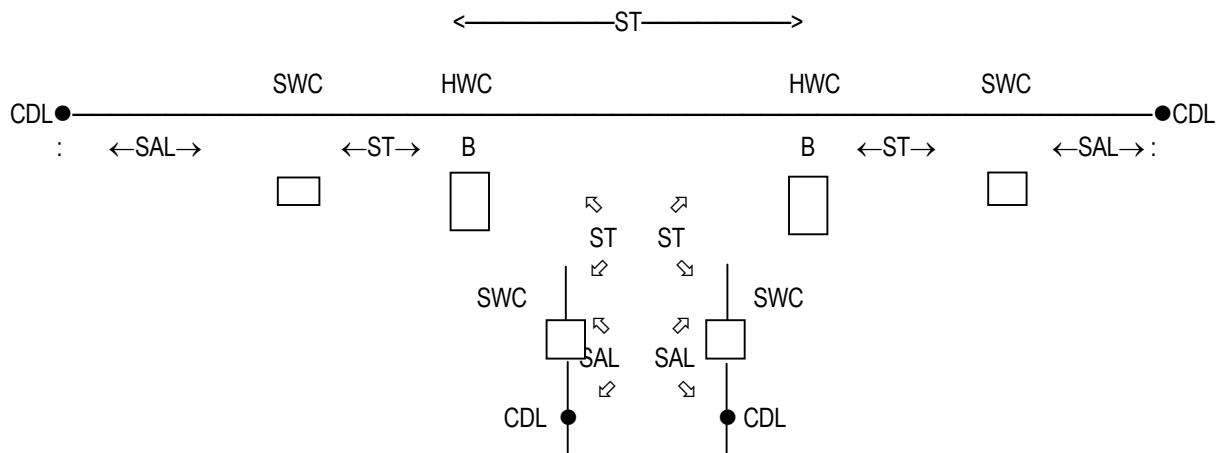 <ST>
SWC HWC HWC SWC
CDL CDL
: ←SAL→ ←ST→ B B ←ST→ ←SAL→ :
ST ST
SWC SWC
SAL SAL
CDL CDL